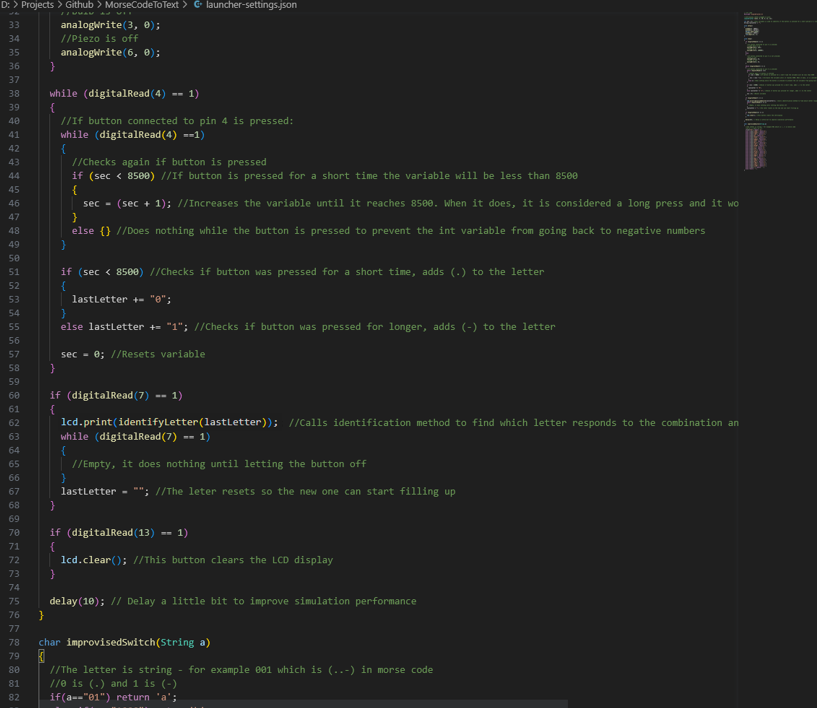 D: > Projects > Github > MorseCodeToText > launcher-settings.json
33 analogWrite(3, 0);
34 //Piezo is off
35 analogWrite(6, 0);
36 }
37
38 while (digitalRead(4) == 1)
39 {
40 //If button connected to pin 4 is pressed:
41 while (digitalRead(4) ==1)
42 {
43 //Checks again if button is pressed
44 if (sec < 8500) //If button is pressed for a short time the variable will be less than 8500
45 {
46 sec = (sec + 1); //Increases the variable until it reaches 8500. When it does, it is considered a long press and it wo
47 }
48 else {} //Does nothing while the button is pressed to prevent the int variable from going back to negative numbers
49 }
50
51 if (sec < 8500) //Checks if button was pressed for a short time, adds (.) to the letter
52 {
53 lastLetter += "0";
54 }
55 else lastLetter += "1"; //Checks if button was pressed for longer, adds (-) to the letter
56
57 sec = 0; //Resets variable
58 }
59
60 if (digitalRead(7) == 1)
61 {
62 lcd.print(identifyLetter(lastLetter)); //Calls identification method to find which letter responds to the combination an
63 while (digitalRead(7) == 1)
64 {
65 //Empty, it does nothing until letting the button off
66 }
67 lastLetter = ""; //The leter resets so the new one can start filling up
68 }
69
70 if (digitalRead(13) == 1)
71 {
72 lcd.clear(); //This button clears the LCD display
73 }
74
75 delay(10); // Delay a little bit to improve simulation performance
76 }
77
78 char improvisedSwitch(String a)
79 {
80 //The letter is string - for example 001 which is (..-) in morse code
81 //0 is (.) and 1 is (-)
82 if(a=="01") return 'a';